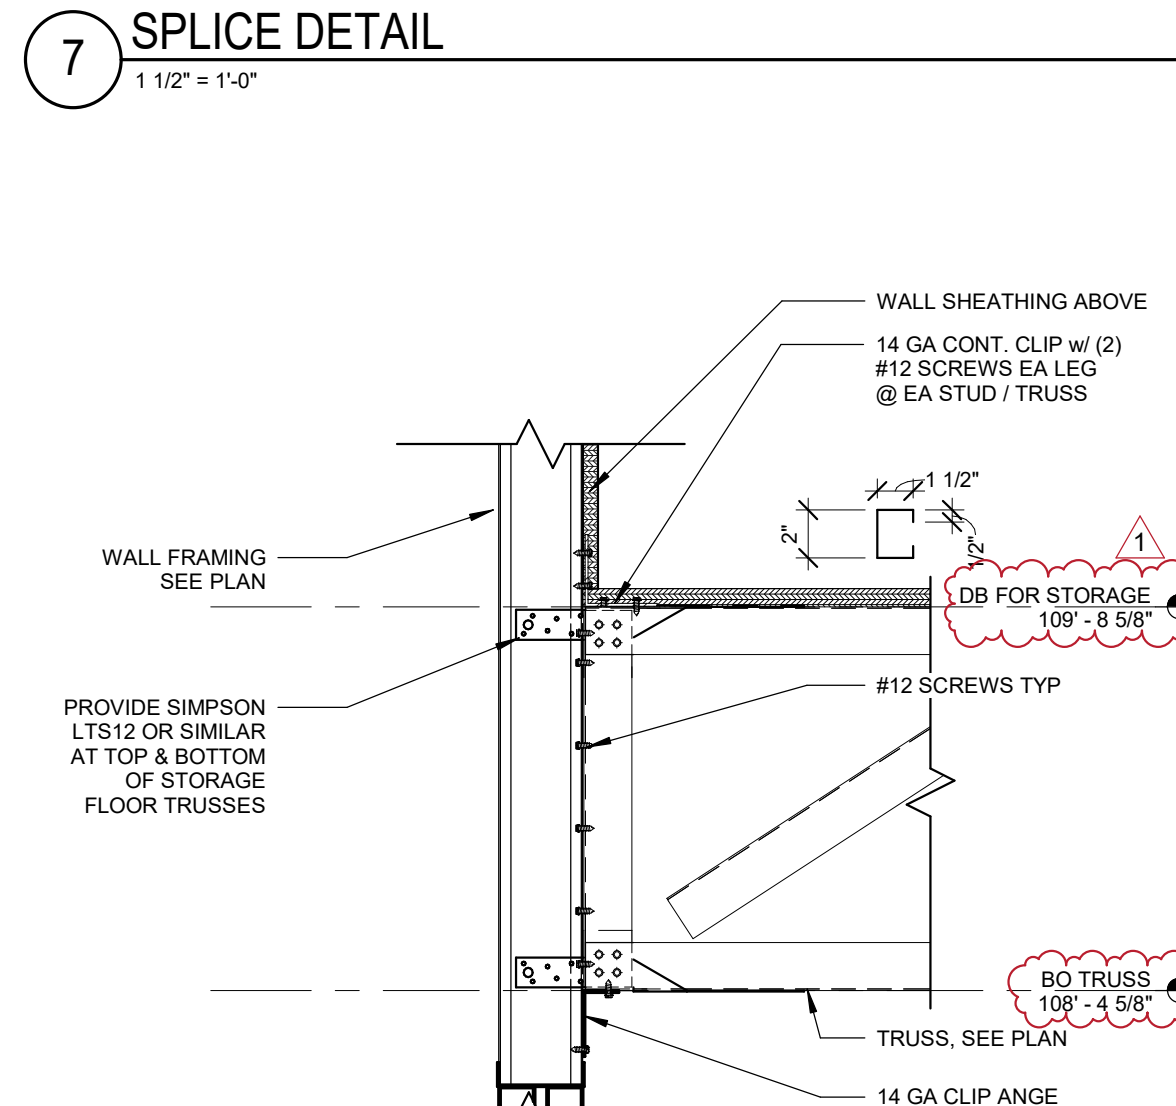 7
SPLICE DETAIL
1 1/2" = 1'-0"
WALL SHEATHING ABOVE
14 GA CONT. CLIP w/ (2)
#12 SCREWS EA LEG
@ EA STUD / TRUSS
1 1/2"
2"
1/2"
1
WALL FRAMING
SEE PLAN
DB FOR STORAGE
109' - 8 5/8"
PROVIDE SIMPSON
LTS12 OR SIMILAR
AT TOP & BOTTOM
OF STORAGE
FLOOR TRUSSES
#12 SCREWS TYP
BO TRUSS
108' - 4 5/8"
TRUSS, SEE PLAN
14 GA CLIP ANGE